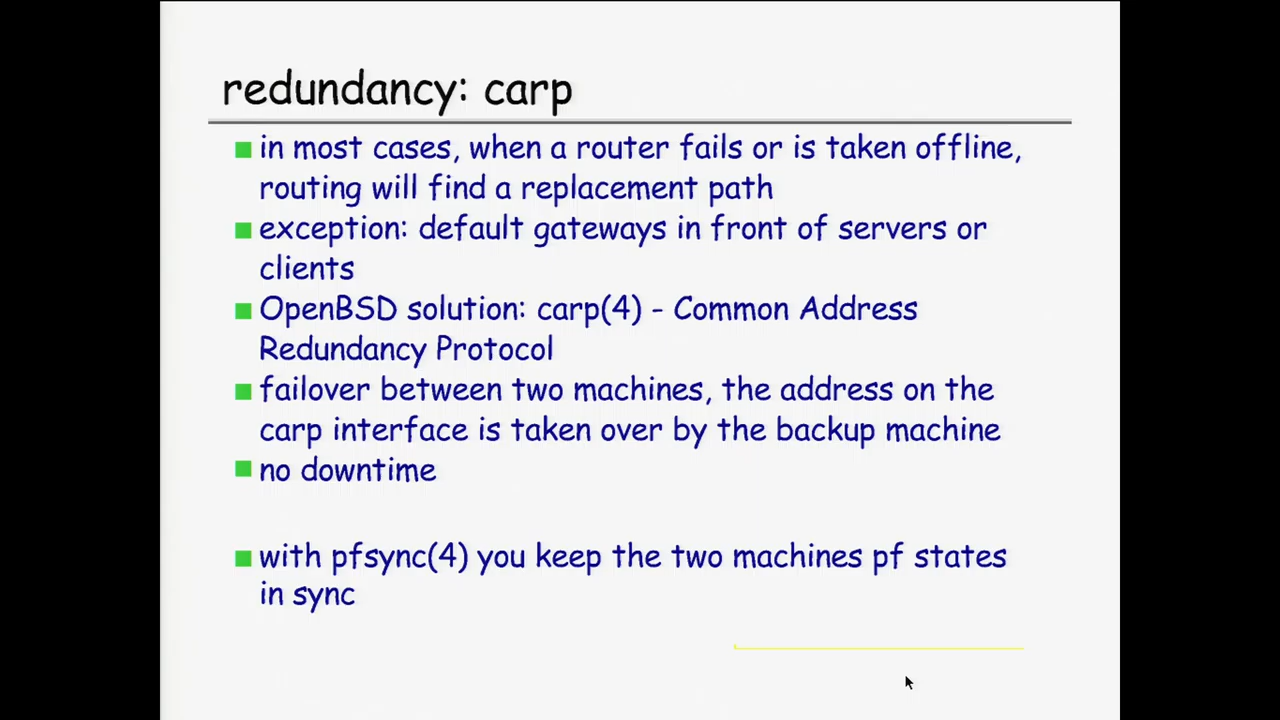 redundancy: carp
in most cases, when a router fails or is taken offline,
routing will find a replacement path
exception: default gateways in front of servers or
clients
OpenBSD solution: carp(4) - Common Address
Redundancy Protocol
failover between two machines, the address on the
carp interface is taken over by the backup machine
no downtime
with pfsync(4) you keep the two machines pf states
in sync